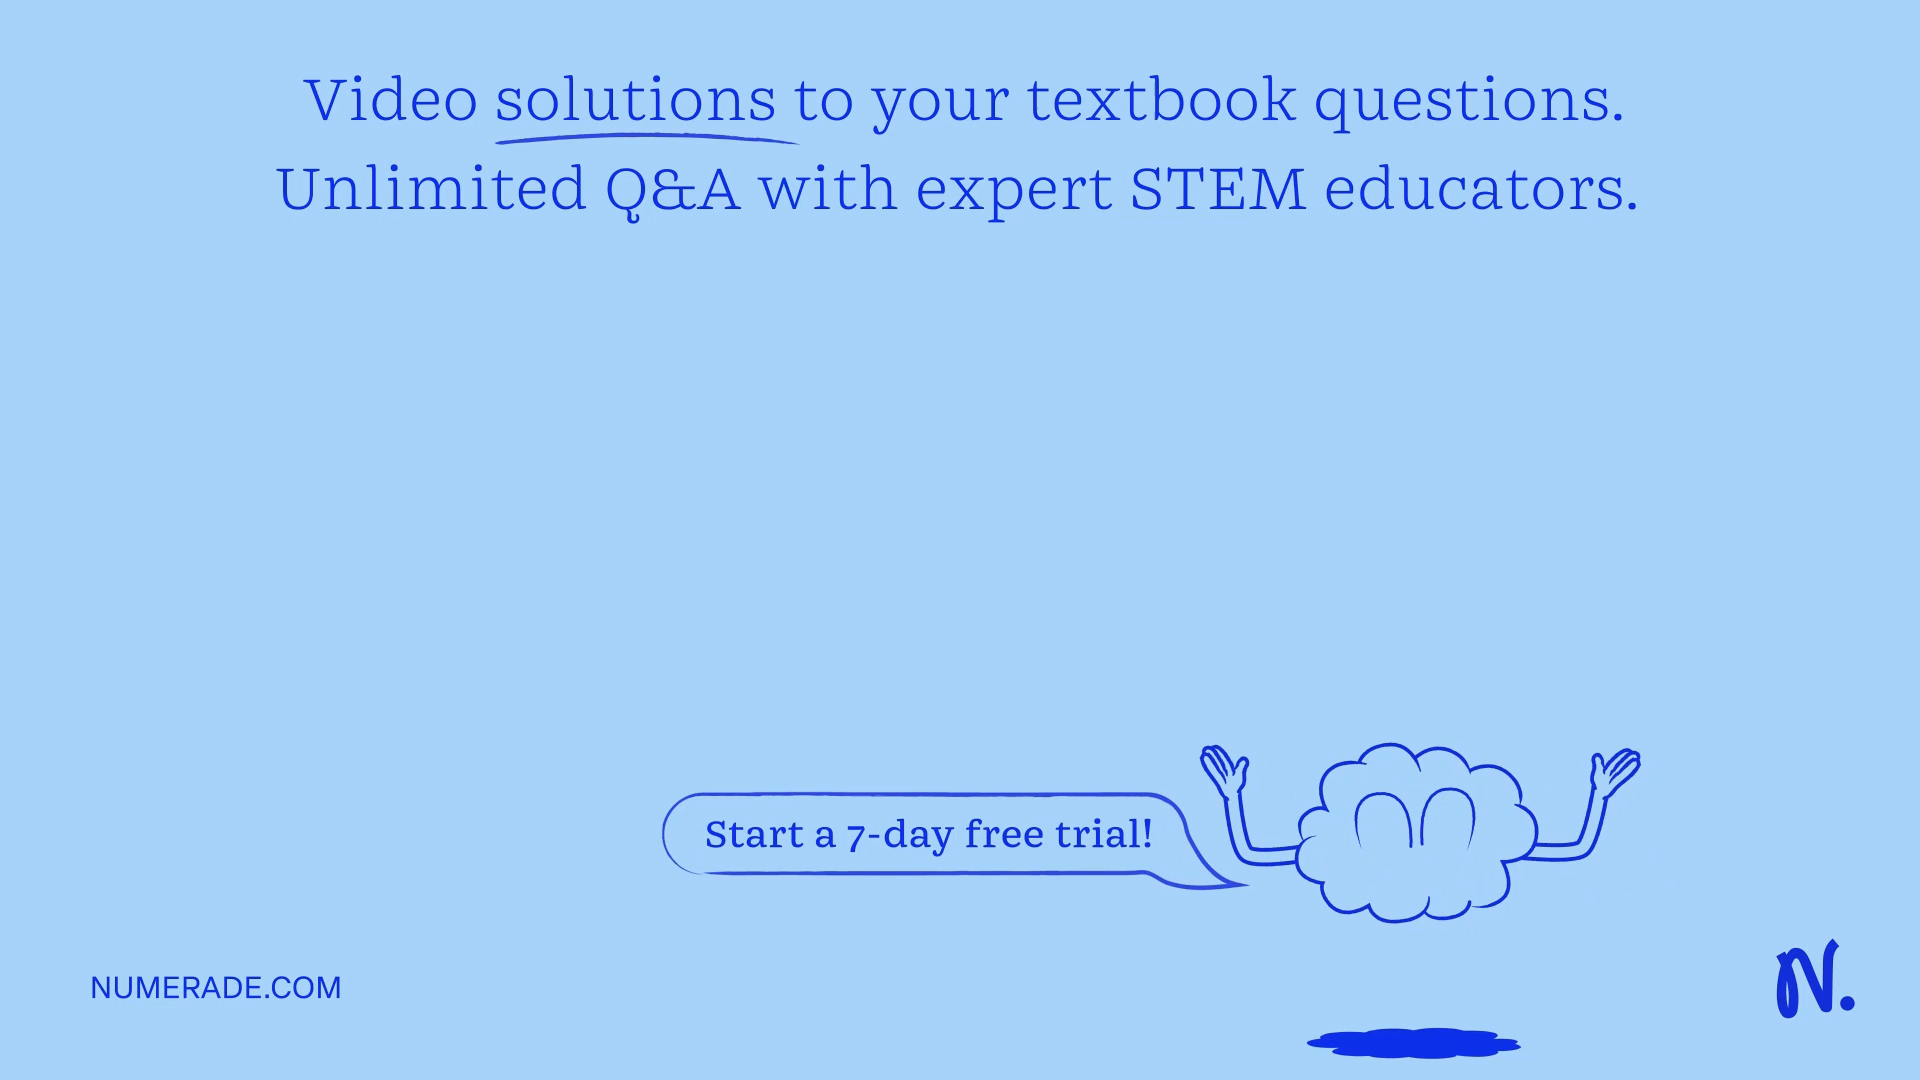 Video solutions to your textbook questions.
Unlimited Q&A with expert STEM educators.
Start a 7-day free trial!
NUMERADE.COM
N.